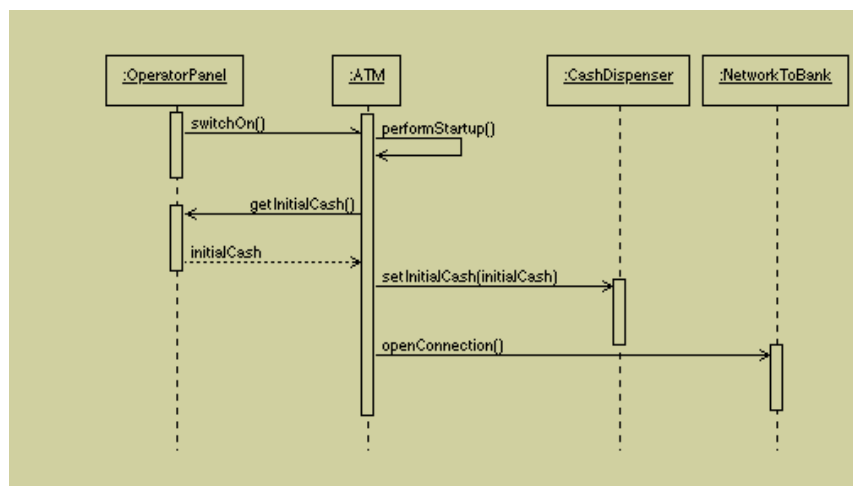 :OperatorPanel
:ATM
:CashDispenser
:NetworkToBank
switchOn()
performStartup()
getInitialCash()
initialCash
setInitialCash(initialCash)
openConnection()